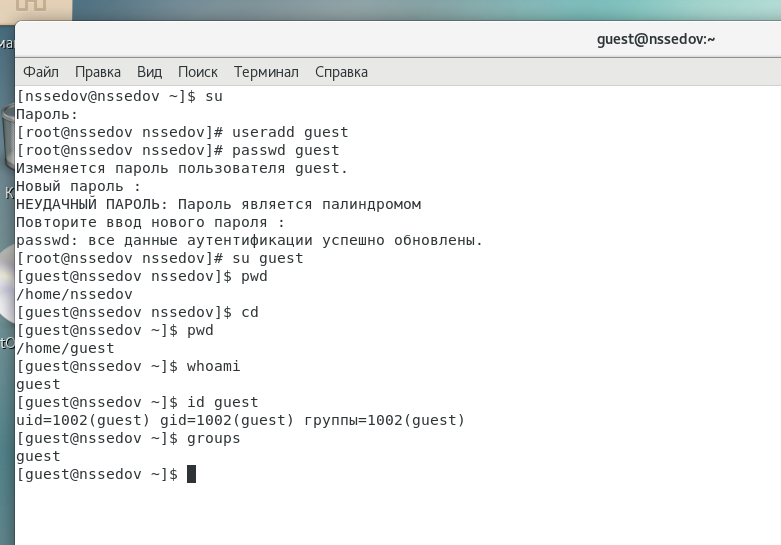 guest@nssedov:~
Файл Правка Вид Поиск Терминал Справка
[nssedov@nssedov ~]$ su
Пароль:
[root@nssedov nssedov]# useradd guest
[root@nssedov nssedov]# passwd guest
Изменяется пароль пользователя guest.
Новый пароль :
НЕУДАЧНЫЙ ПАРОЛЬ: Пароль является палиндромом
Повторите ввод нового пароля :
passwd: все данные аутентификации успешно обновлены.
[root@nssedov nssedov]# su guest
[guest@nssedov nssedov]$ pwd
/home/nssedov
[guest@nssedov nssedov]$ cd
[guest@nssedov ~]$ pwd
/home/guest
[guest@nssedov ~]$ whoami
guest
[guest@nssedov ~]$ id guest
uid=1002(guest) gid=1002(guest) группы=1002(guest)
[guest@nssedov ~]$ groups
guest
[guest@nssedov ~]$